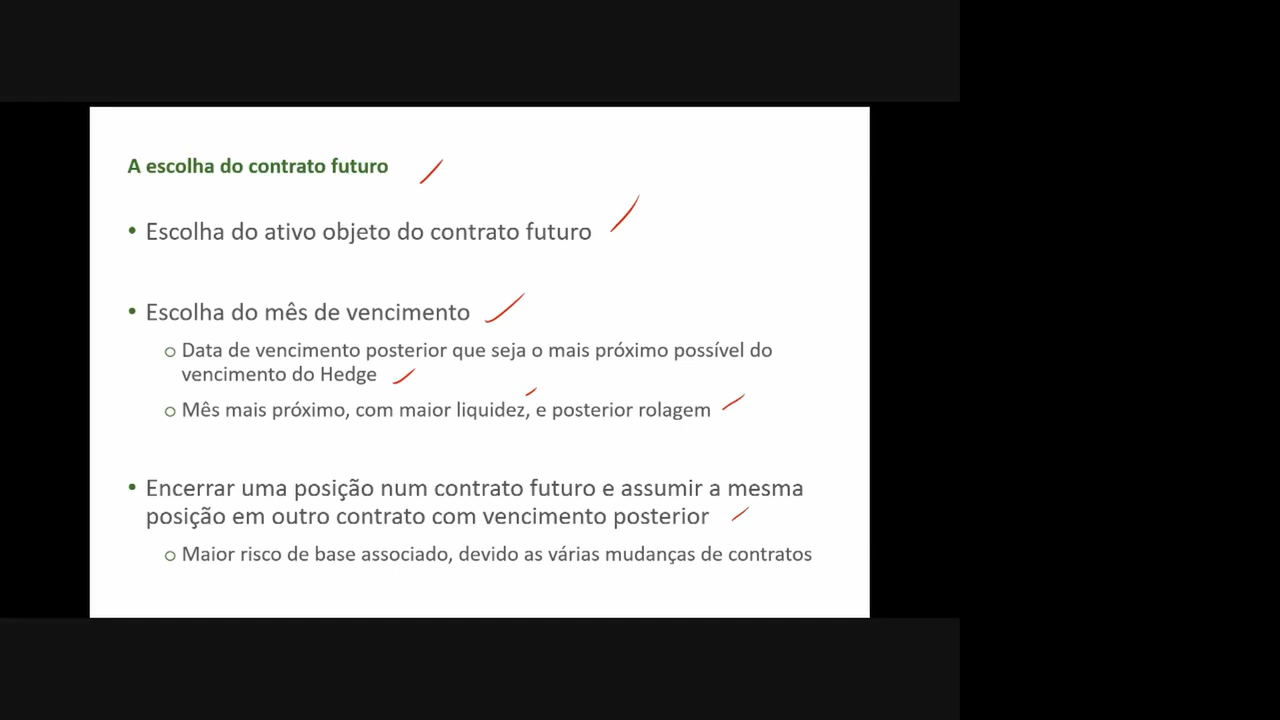 A escolha do contrato futuro
• Escolha do ativo objeto do contrato futuro
• Escolha do mês de vencimento
o Data de vencimento posterior que seja o mais próximo possível do
vencimento do Hedge
o Mês mais próximo, com maior liquidez, e posterior rolagem
• Encerrar uma posição num contrato futuro e assumir a mesma
posição em outro contrato com vencimento posterior
o Maior risco de base associado, devido as várias mudanças de contratos